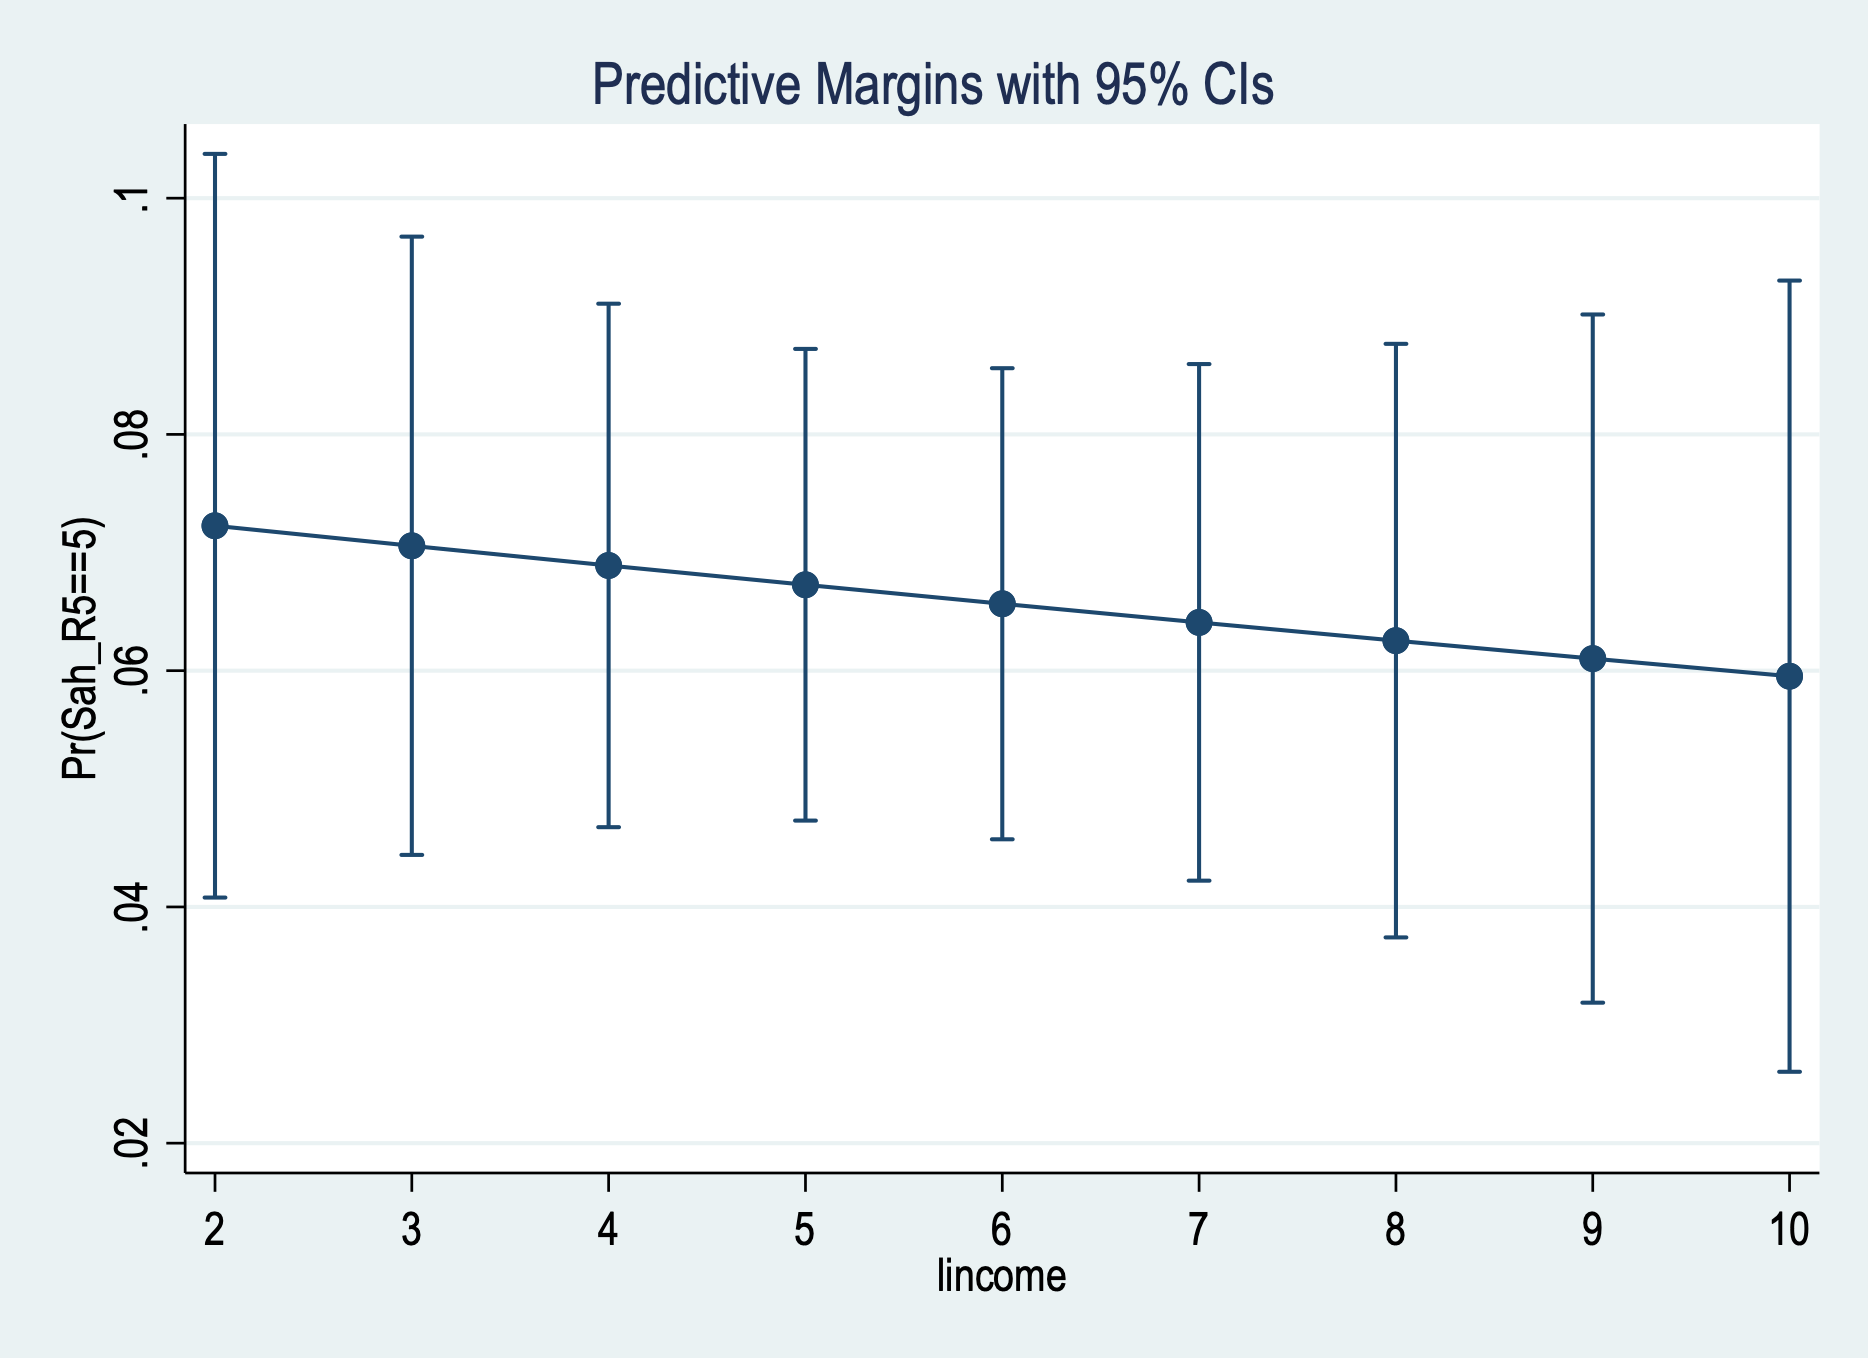 Predictive Margins with 95% CIs
Pr(Sah_R5==5)
.1
.08
.06
.04
.02
2 3 4 5 6 7 8 9 10
lincome